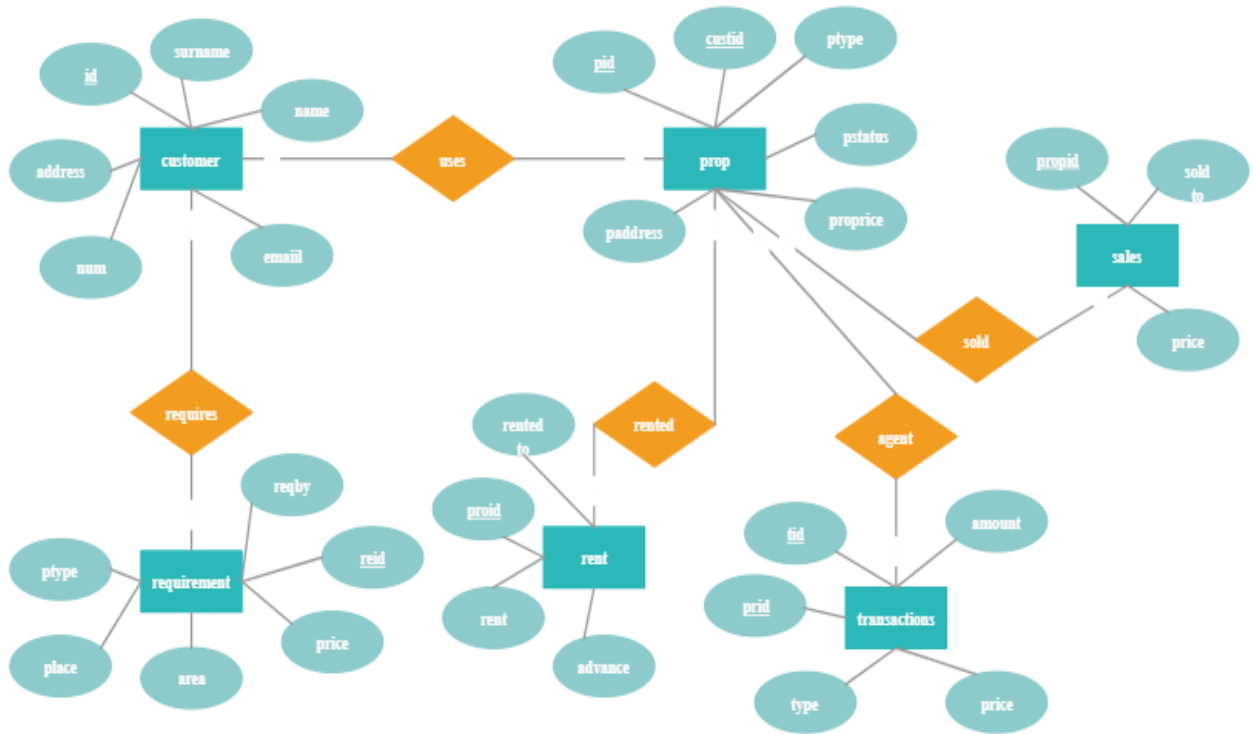 surname
id
name
address
customer
num
emaiil
uses
custid
ptype
pid
pstatus
prop
proprice
paddress
propid
sold
to
sales
price
sold
requires
rented
agent
rented
to
reqby
proid
reid
ptype
requirement
rent
rent
price
place
area
advance
amount
tid
prid
transactions
type
price